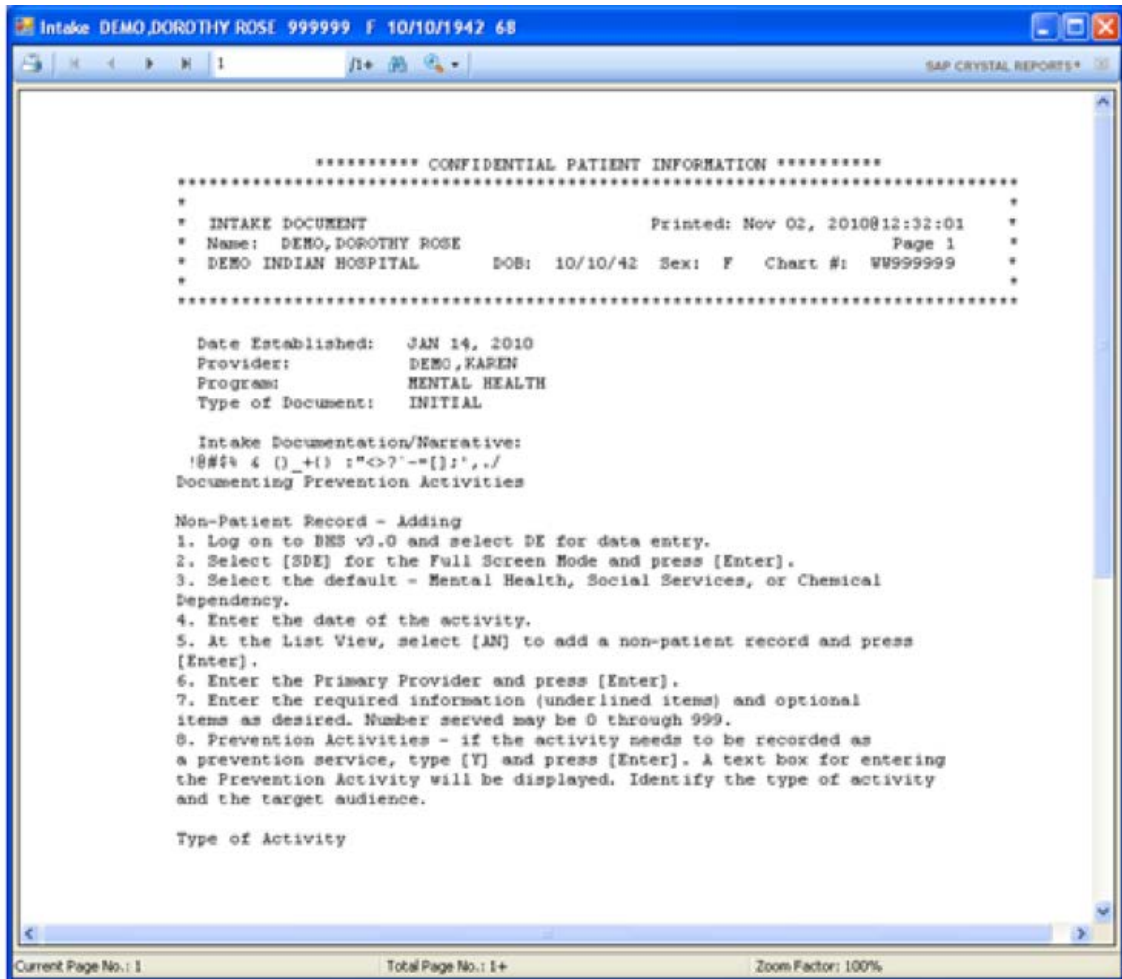 Intake DEMO,DOROTHY ROSE 999999 F 10/10/1942 68
1 /1+ SAP CRYSTAL REPORTS
********** CONFIDENTIAL PATIENT INFORMATION **********
********************************************************************************
* *
* INTAKE DOCUMENT Printed: Nov 02, 2010@12:32:01 *
* Name: DEMO,DOROTHY ROSE Page 1 *
* DEMO INDIAN HOSPITAL DOB: 10/10/42 Sex: F Chart #: WW999999 *
* *
********************************************************************************
Date Established: JAN 14, 2010
Provider: DEMO,KAREN
Program: MENTAL HEALTH
Type of Document: INITIAL
Intake Documentation/Narrative:
!@#$% & ()_+() :"<>?`-=[];',./
Documenting Prevention Activities
Non-Patient Record - Adding
1. Log on to BHS v3.0 and select DE for data entry.
2. Select [SDE] for the Full Screen Mode and press [Enter].
3. Select the default - Mental Health, Social Services, or Chemical
Dependency.
4. Enter the date of the activity.
5. At the List View, select [AN] to add a non-patient record and press
[Enter].
6. Enter the Primary Provider and press [Enter].
7. Enter the required information (underlined items) and optional
items as desired. Number served may be 0 through 999.
8. Prevention Activities - if the activity needs to be recorded as
a prevention service, type [Y] and press [Enter]. A text box for entering
the Prevention Activity will be displayed. Identify the type of activity
and the target audience.
Type of Activity
Current Page No.: 1 Total Page No.: 1+ Zoom Factor: 100%